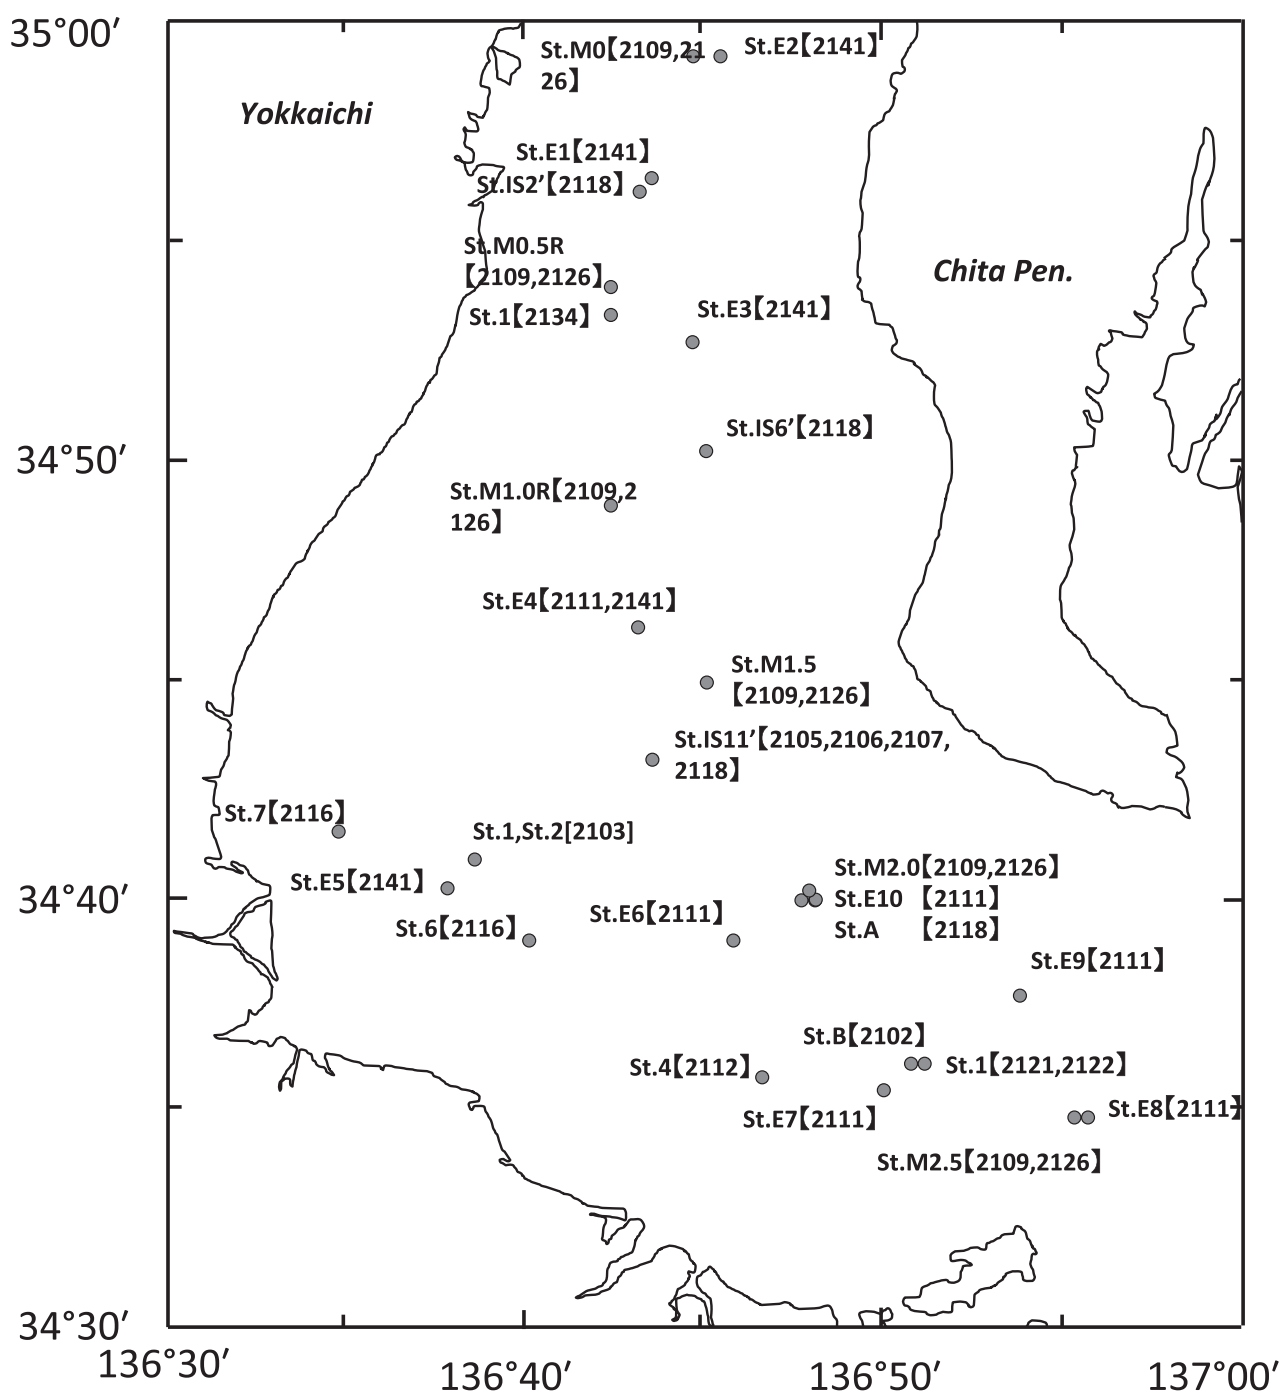 35°00′
St.M0【2109,21
26】
St.E2【2141】
Yokkaichi
St.E1【2141】
St.IS2’【2118】
St.M0.5R
【2109,2126】
Chita Pen.
St.1【2134】
St.E3【2141】
St.IS6’【2118】
34°50′
St.M1.0R【2109,2
126】
St.E4【2111,2141】
St.M1.5
【2109,2126】
St.IS11’【2105,2106,2107,
2118】
St.7【2116】
St.1,St.2[2103]
St.M2.0【2109,2126】
St.E5【2141】
34°40′
St.E10 【2111】
St.E6【2111】
St.6【2116】
St.A 【2118】
St.E9【2111】
St.B【2102】
St.4【2112】
St.1【2121,2122】
St.E7【2111】
St.E8【2111】
St.M2.5【2109,2126】
34°30′
136°30′
136°40′
136°50′
137°00′